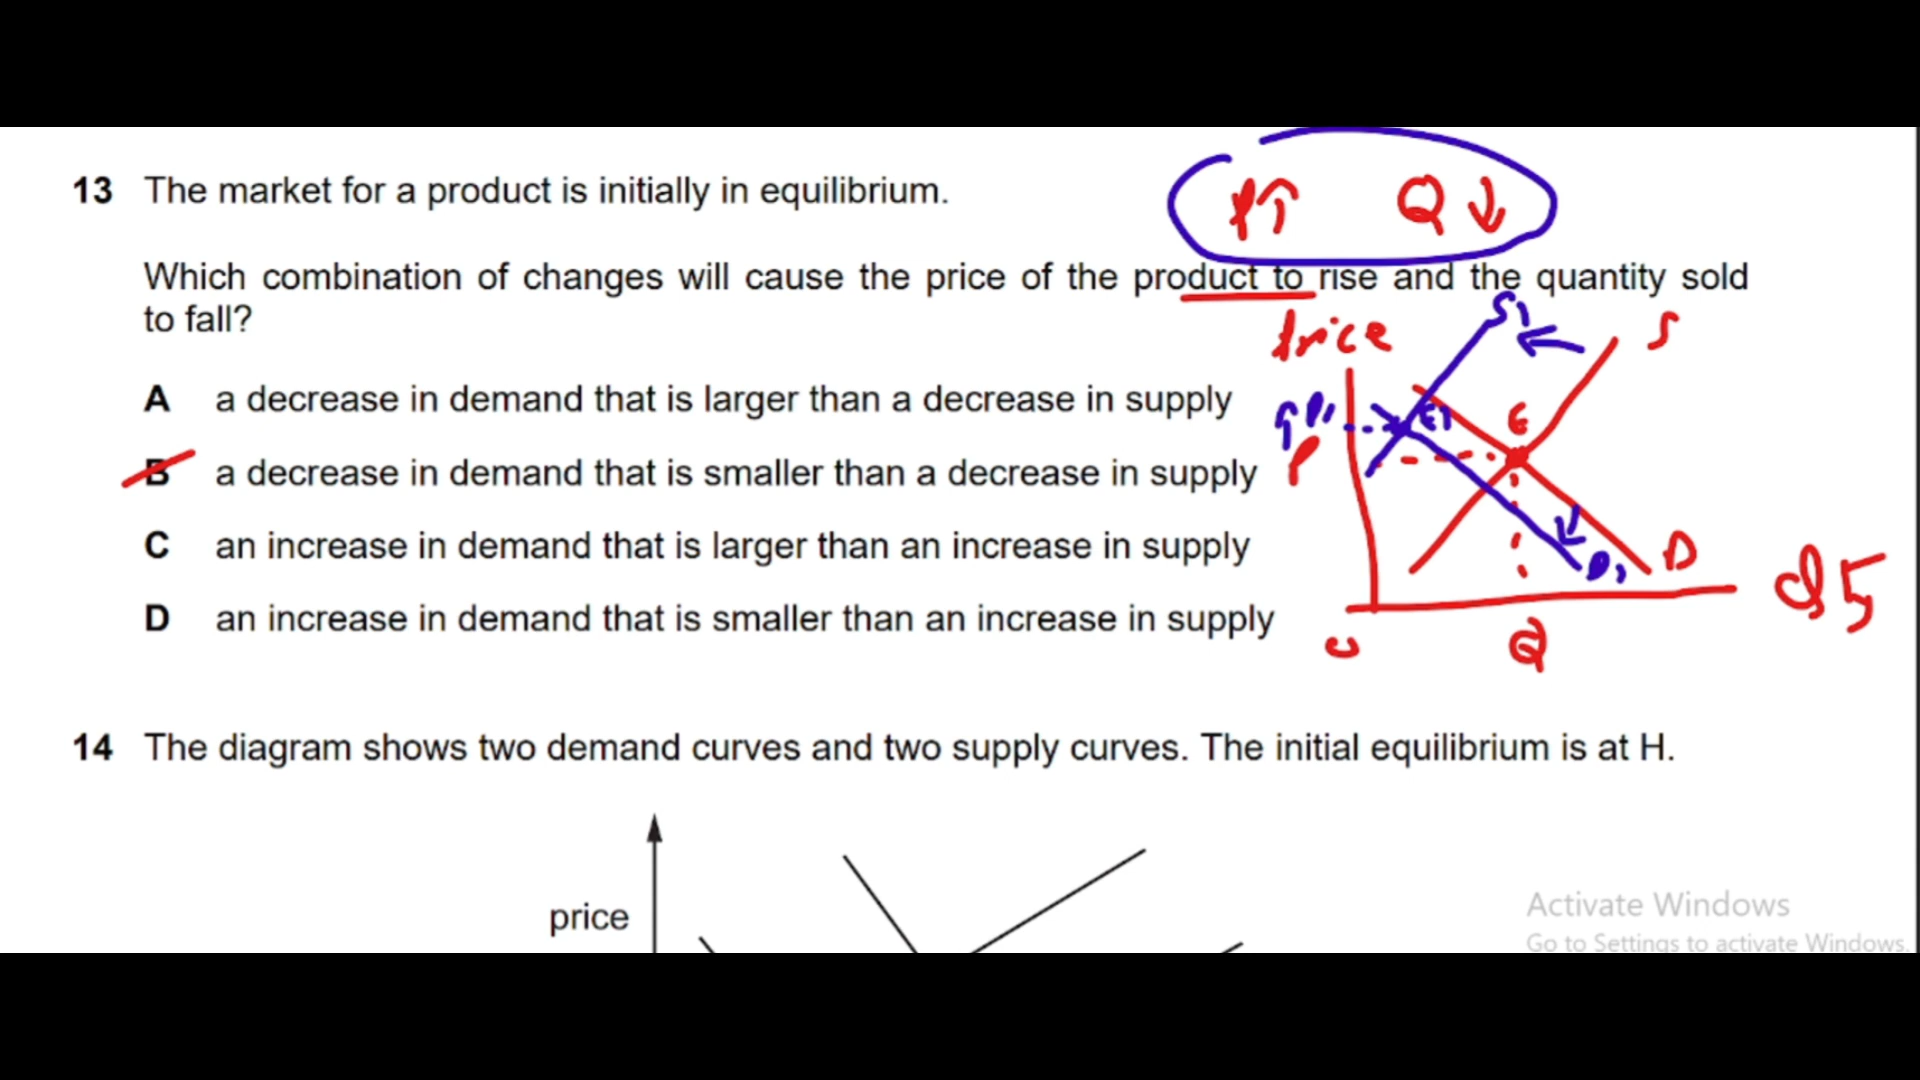 P↑ Q↓
13 The market for a product is initially in equilibrium.
Which combination of changes will cause the price of the product to rise and the quantity sold
to fall?
Price
S1
S
A a decrease in demand that is larger than a decrease in supply
P1
E1
E
P
B a decrease in demand that is smaller than a decrease in supply
C an increase in demand that is larger than an increase in supply
D1
D
D an increase in demand that is smaller than an increase in supply
Q
14 The diagram shows two demand curves and two supply curves. The initial equilibrium is at H.
price
Activate Windows
Go to Settings to activate Windows.